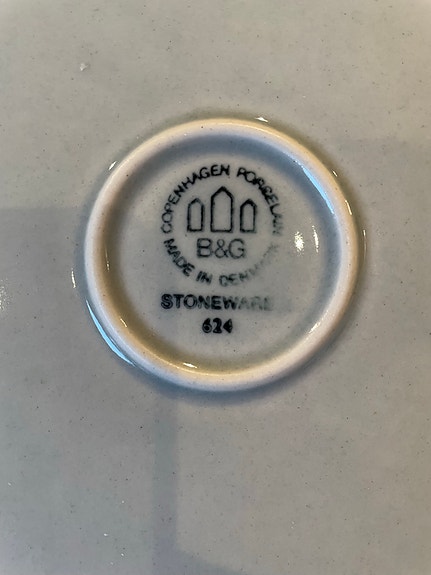 COPENHAGEN PORCELAIN
B&G
MADE IN DENMARK
STONEWARE
624